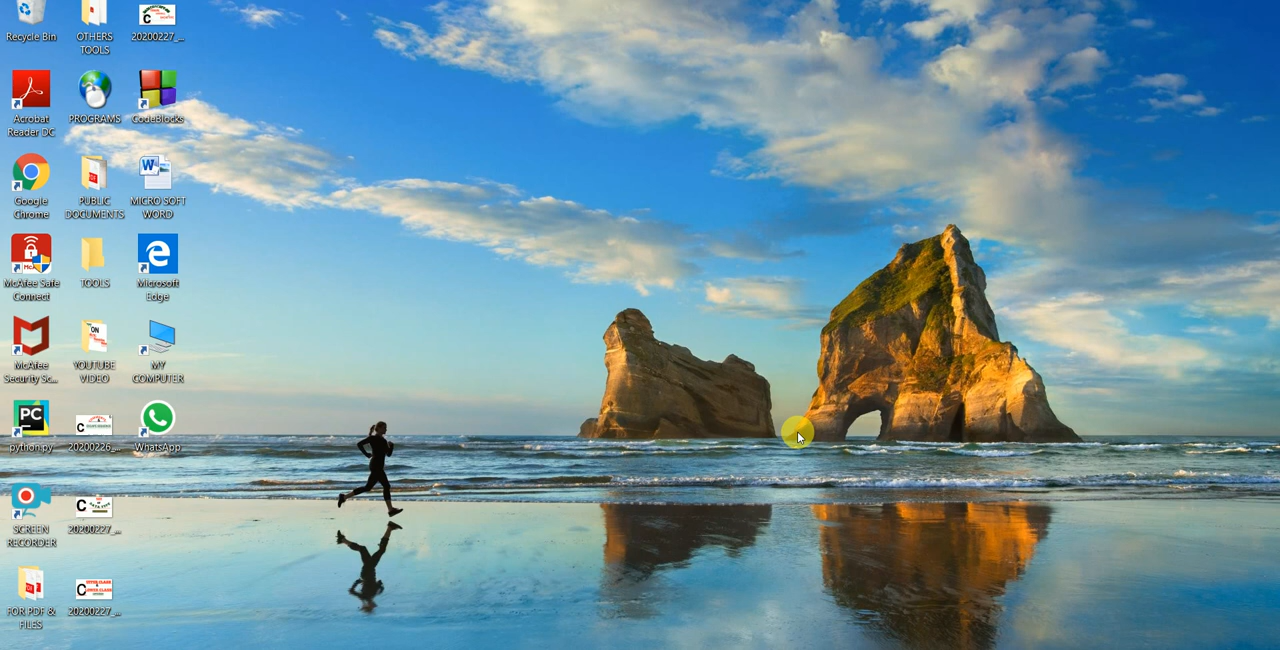 Recycle Bin
OTHERS
TOOLS
20200227_...
Acrobat
Reader DC
PROGRAMS
CodeBlocks
Google
Chrome
PUBLIC
DOCUMENTS
MICRO SOFT
WORD
McAfee Safe
Connect
TOOLS
Microsoft
Edge
McAfee
Security Sc...
ON
YOUTUBE
VIDEO
MY
COMPUTER
PC
python.py
C
20200226_...
WhatsApp
SCREEN
RECORDER
C
20200227_...
FOR PDF &
FILES
C
20200227_...